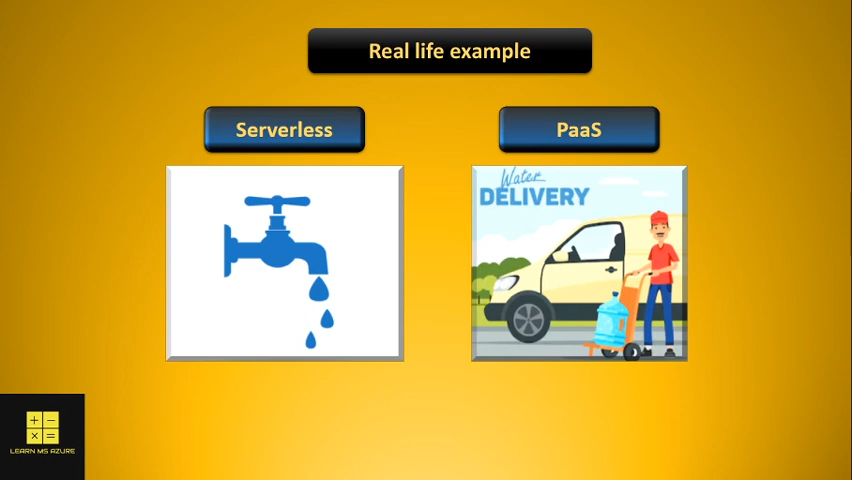 Real life example
Serverless
PaaS
Water
DELIVERY
+ −
× =
LEARN MS AZURE